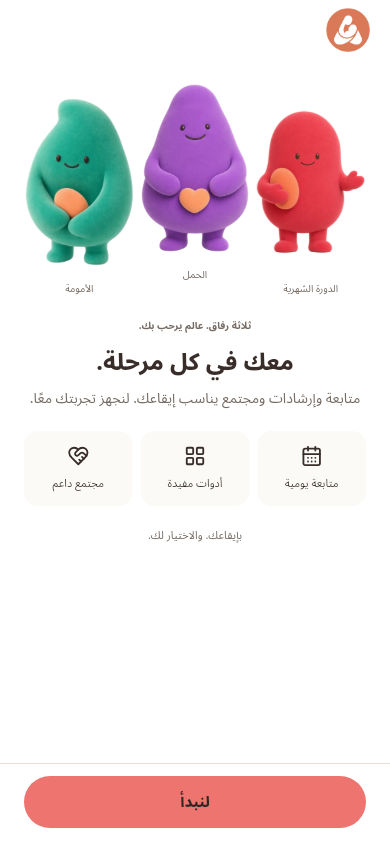 الحمل
الدورة الشهرية
الأمومة
ثلاثة رفاق. عالم يرحب بك.
معك في كل مرحلة.
متابعة وإرشادات ومجتمع يناسب إيقاعك. لنجهز تجربتك معًا.
متابعة يومية
أدوات مفيدة
مجتمع داعم
بإيقاعك. والاختيار لك.
لنبدأ